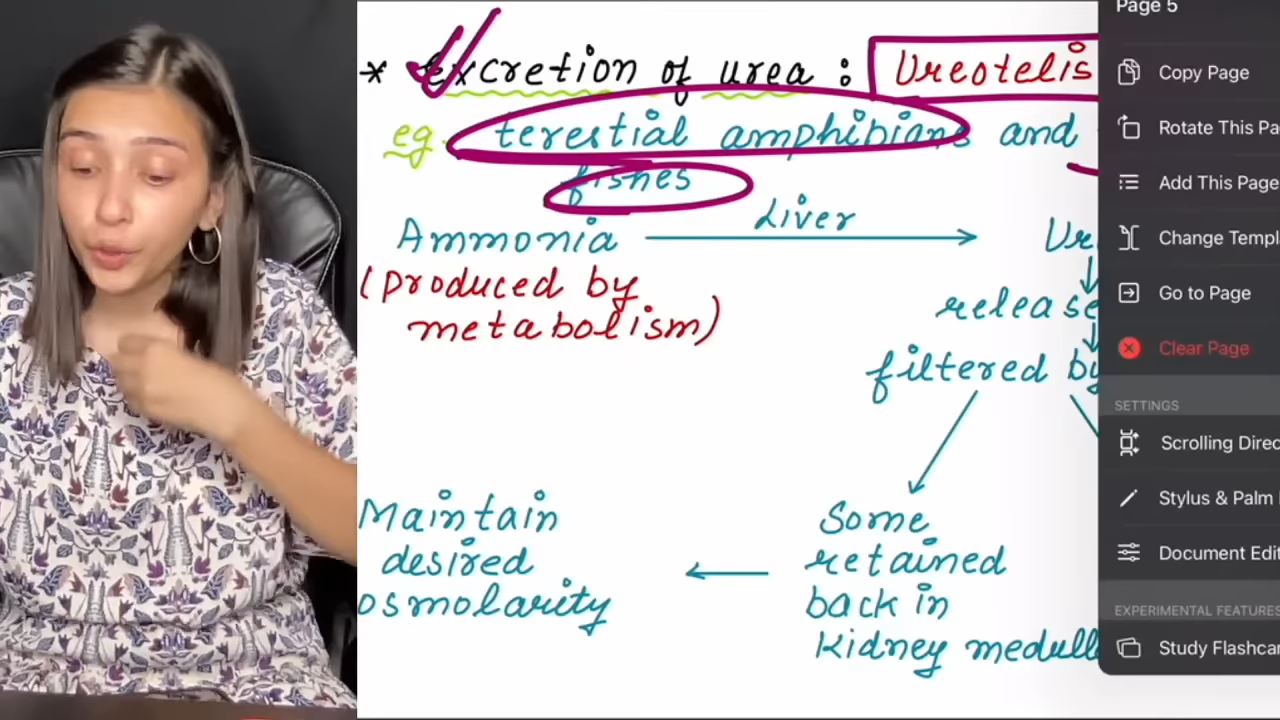 * Excretion of urea : Ureotelis
eg. terestial amphibians and
fishes
Ammonia
Liver
(produced by
metabolism)
release
filtered by
Some
retained
back in
kidney medull
Maintain
desired
osmolarity
Page 5
Copy Page
Rotate This Pa
Add This Page
Change Templ
Go to Page
Clear Page
SETTINGS
Scrolling Direc
Stylus & Palm
Document Edit
EXPERIMENTAL FEATURES
Study Flashcar